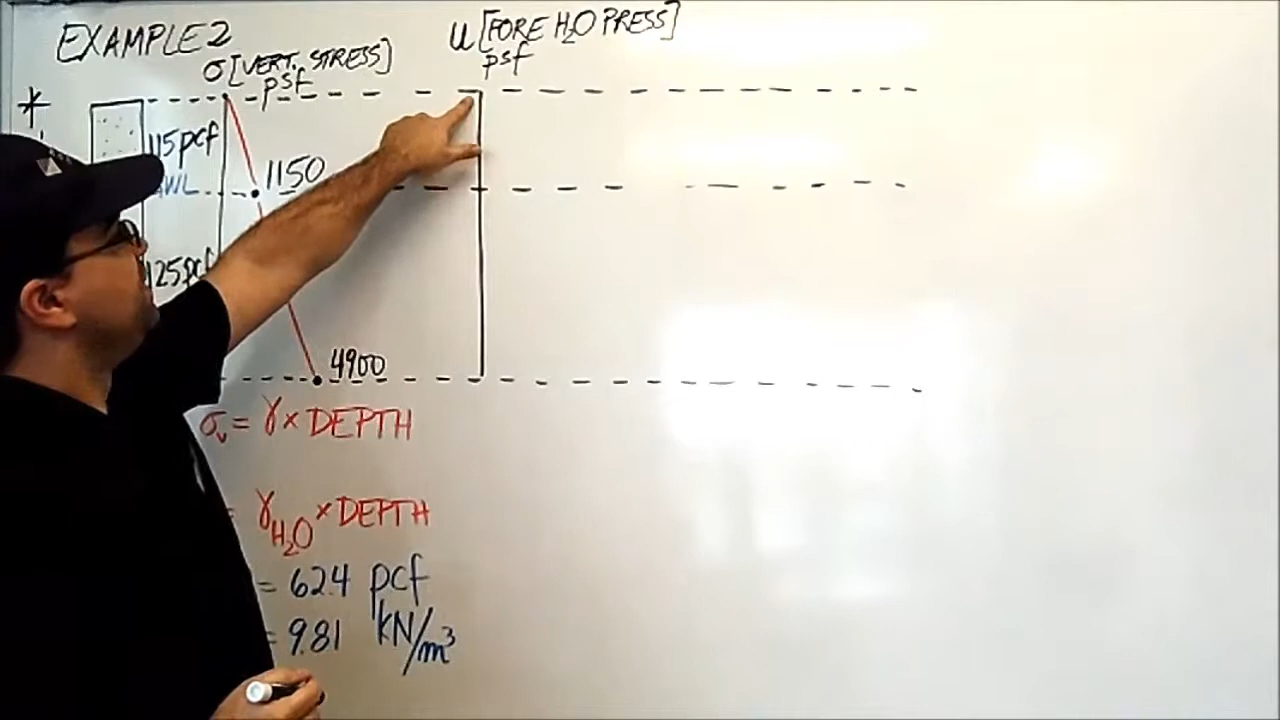 EXAMPLE 2
σ [VERT. STRESS]
psf
u [PORE H₂O PRESS]
psf
115 pcf
1150
125 pcf
4900
σᵥ = γ × DEPTH
= γH₂O × DEPTH
= 62.4 pcf
= 9.81 kN/m³